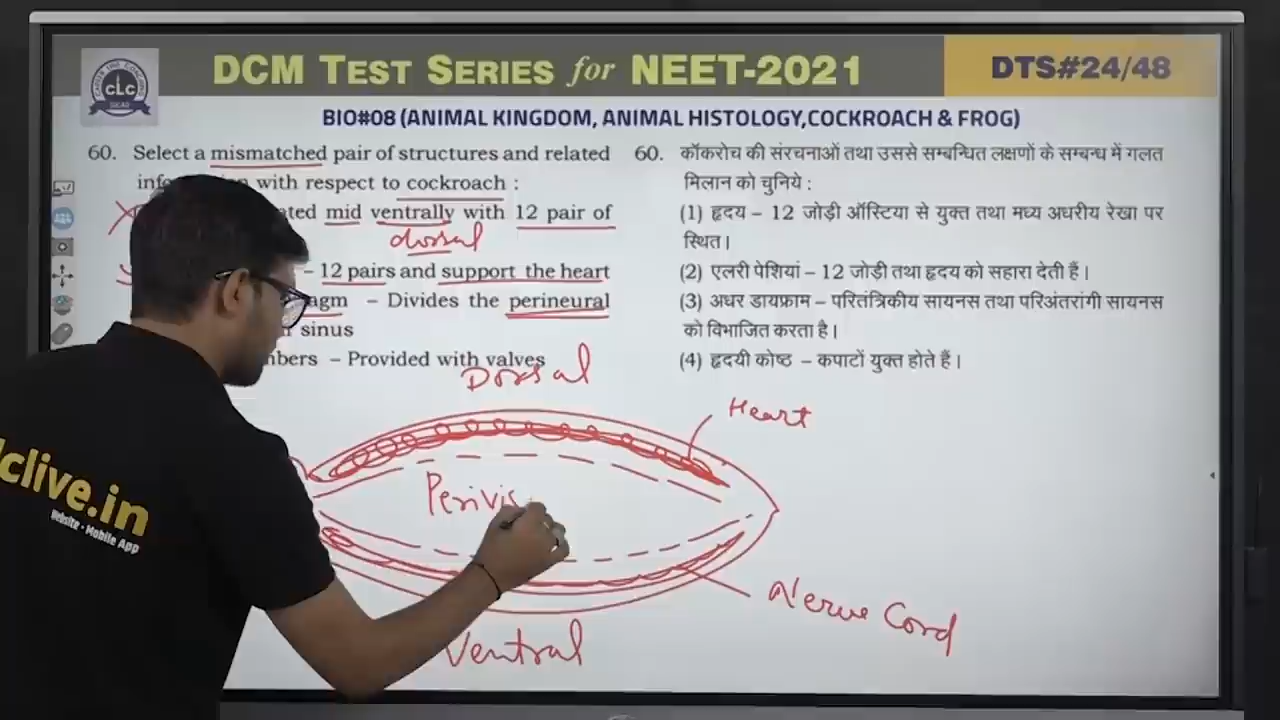 CLC
DCM TEST SERIES for NEET-2021
DTS#24/48
BIO#08 (ANIMAL KINGDOM, ANIMAL HISTOLOGY,COCKROACH & FROG)
60. Select a mismatched pair of structures and related
with respect to cockroach :
mid ventrally with 12 pair of
dorsal
– 12 pairs and support the heart
– Divides the perineural
sinus
– Provided with valves
60. कॉकरोच की संरचनाओं तथा उससे सम्बन्धित लक्षणों के सम्बन्ध में गलत
मिलान को चुनिये :
(1) हृदय – 12 जोड़ी ऑस्टिया से युक्त तथा मध्य अधरीय रेखा पर
स्थित।
(2) एलरी पेशियां – 12 जोड़ी तथा हृदय को सहारा देती हैं।
(3) अधर डायफ्राम – परितंत्रिकीय सायनस तथा परिअंतरांगी सायनस
को विभाजित करता है।
(4) हृदयी कोष्ठ – कपाटों युक्त होते हैं।
Dorsal
Heart
Perivis
Nerve Cord
Ventral
clive.in
Website - Mobile App